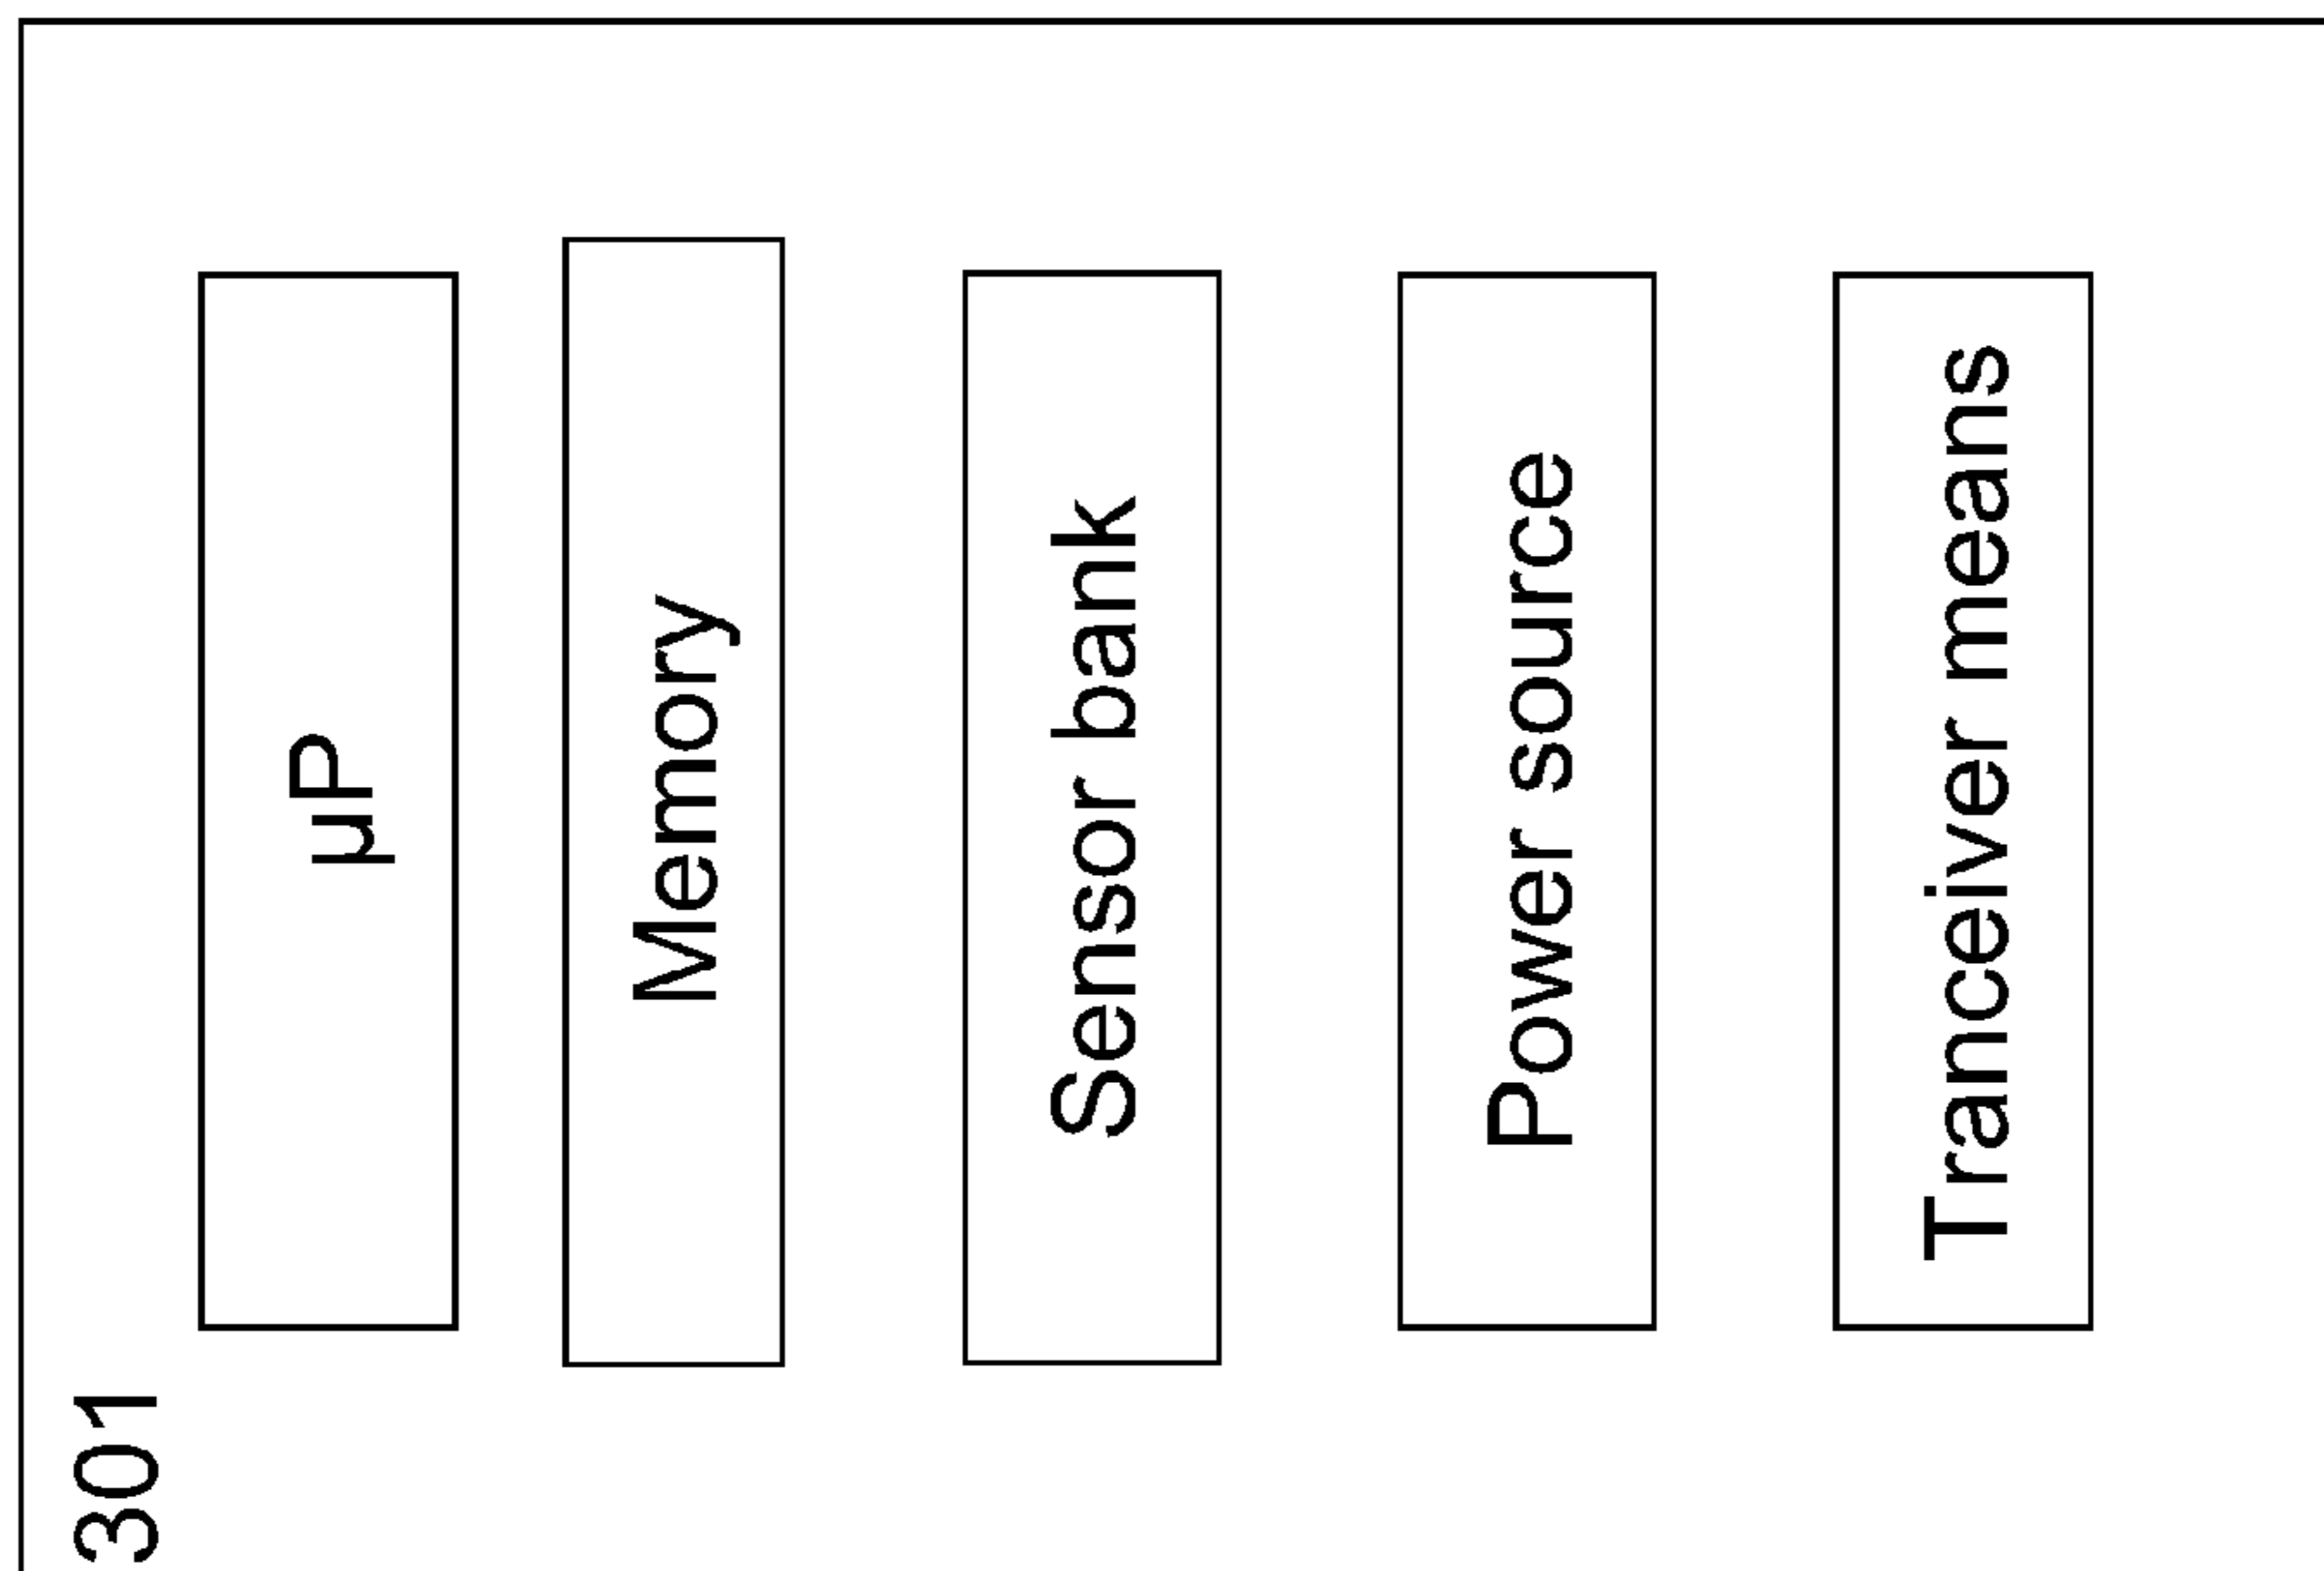 301
µP
Memory
Sensor bank
Power source
Tranceiver means